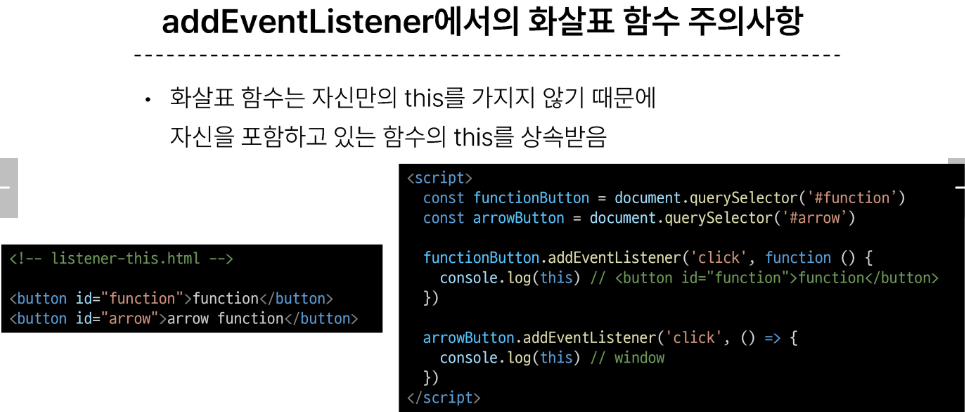 addEventListener에서의 화살표 함수 주의사항
• 화살표 함수는 자신만의 this를 가지지 않기 때문에
자신을 포함하고 있는 함수의 this를 상속받음
<!-- listener-this.html -->
<button id="function">function</button>
<button id="arrow">arrow function</button>
<script>
const functionButton = document.querySelector('#function’)
const arrowButton = document.querySelector('#arrow’)
functionButton.addEventListener('click', function () {
console.log(this) // <button id="function">function</button>
})
arrowButton.addEventListener('click', () => {
console.log(this) // window
})
</script>